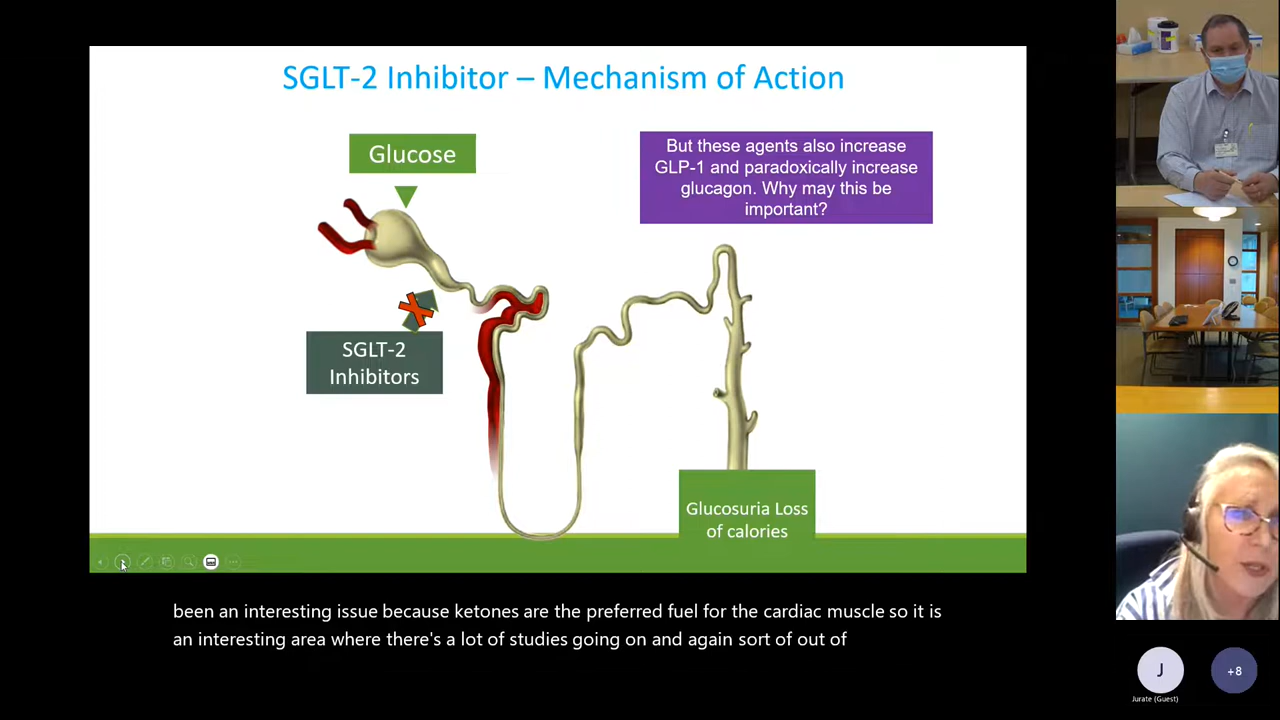 SGLT-2 Inhibitor – Mechanism of Action
Glucose
But these agents also increase
GLP-1 and paradoxically increase
glucagon. Why may this be
important?
SGLT-2
Inhibitors
Glucosuria Loss
of calories
been an interesting issue because ketones are the preferred fuel for the cardiac muscle so it is
an interesting area where there's a lot of studies going on and again sort of out of
J
+8
Jurate (Guest)